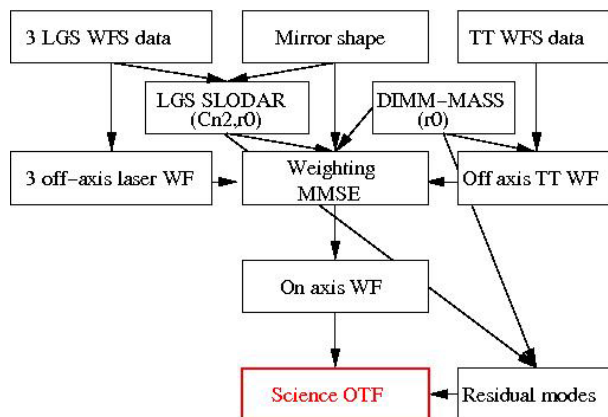 3 LGS WFS data
Mirror shape
TT WFS data
LGS SLODAR
(Cn2,r0)
DIMM-MASS
(r0)
3 off-axis laser WF
Weighting
MMSE
Off axis TT WF
On axis WF
Science OTF
Residual modes